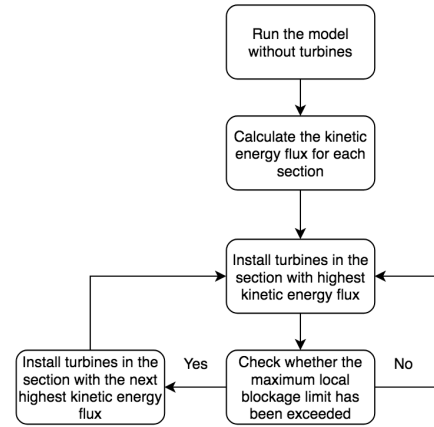 Run the model
without turbines
Calculate the kinetic
energy flux for each
section
Install turbines in the
section with highest
kinetic energy flux
Install turbines in the
section with the next
highest kinetic energy
flux
Yes
Check whether the
maximum local
blockage limit has
been exceeded
No